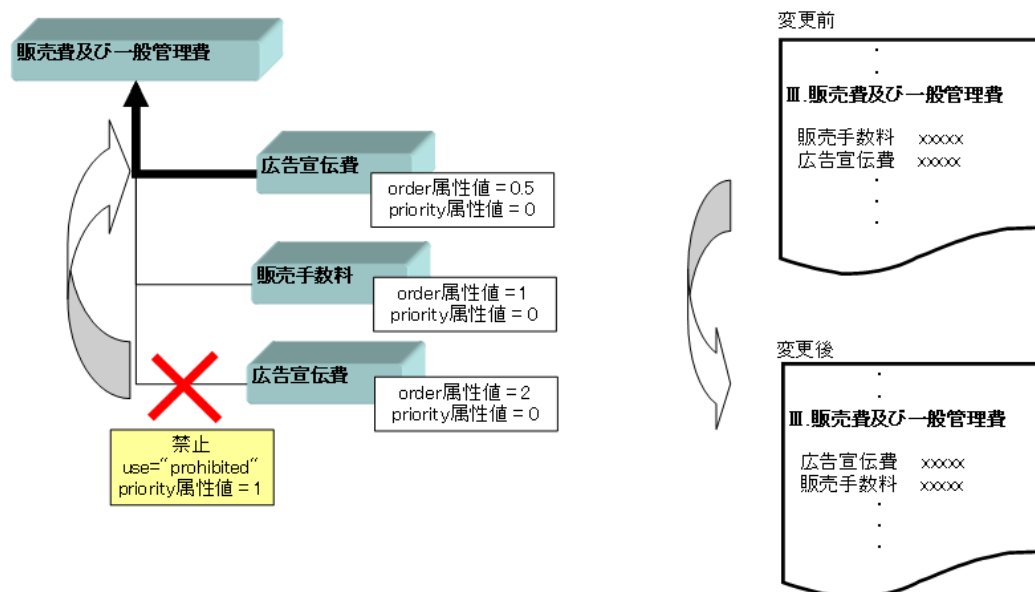 販売費及び一般管理費
広告宣伝費
order属性値＝0.5
priority属性値＝0
販売手数料
order属性値＝1
priority属性値＝0
広告宣伝費
order属性値＝2
priority属性値＝0
禁止
use="prohibited"
priority属性値＝1
変更前
Ⅲ.販売費及び一般管理費
販売手数料 xxxxx
広告宣伝費 xxxxx
変更後
Ⅲ.販売費及び一般管理費
広告宣伝費 xxxxx
販売手数料 xxxxx